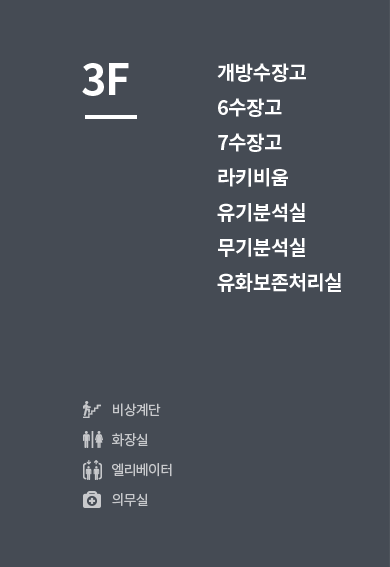 3F
개방수장고
6수장고
7수장고
라키비움
유기분석실
무기분석실
유화보존처리실
비상계단
화장실
엘리베이터
의무실